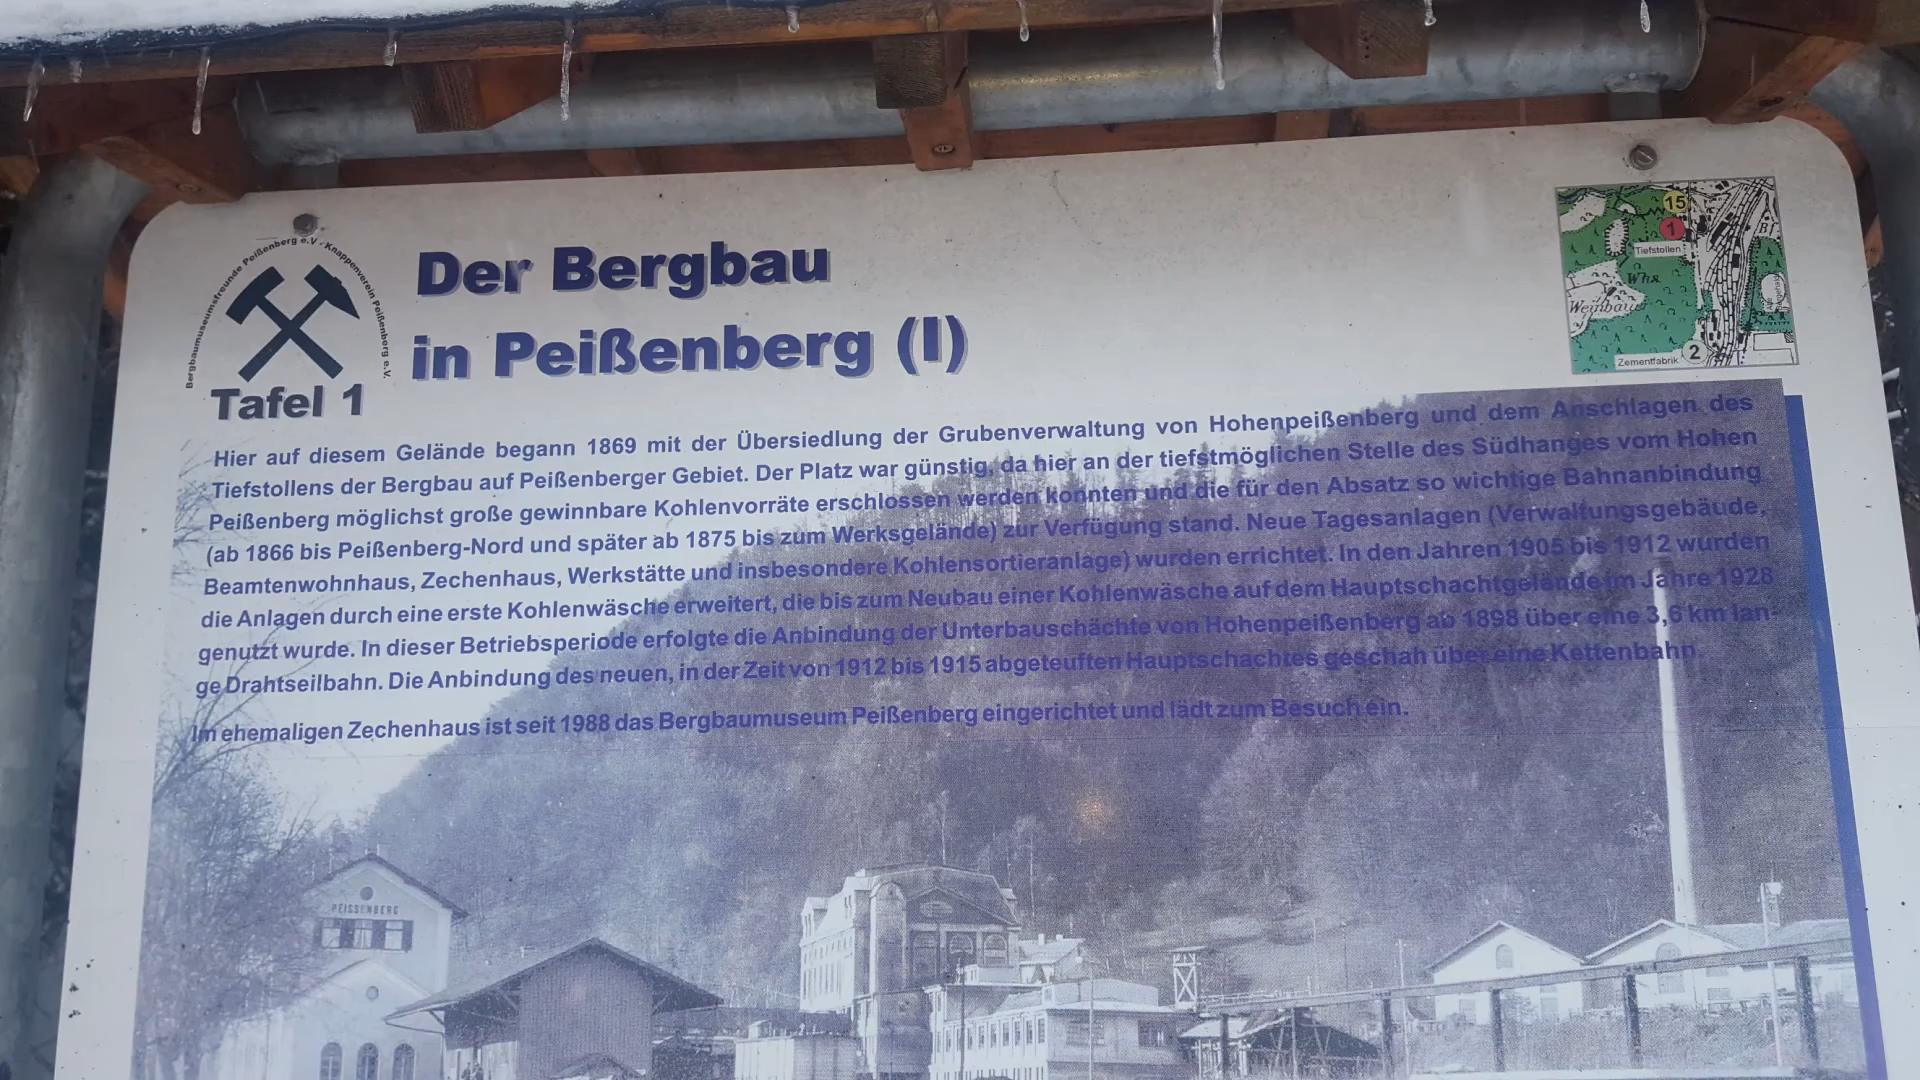 Bergbaumuseumsfreunde Peißenberg e.V. · Knappenverein Peißenberg e.V.
Tafel 1
Der Bergbau
in Peißenberg (I)
15
1
Tiefstollen
Whs.
Weinbau
Zementfabrik
2
Hier auf diesem Gelände begann 1869 mit der Übersiedlung der Grubenverwaltung von Hohenpeißenberg und dem Anschlagen des
Tiefstollens der Bergbau auf Peißenberger Gebiet. Der Platz war günstig, da hier an der tiefstmöglichen Stelle des Südhanges vom Hohen
Peißenberg möglichst große gewinnbare Kohlenvorräte erschlossen werden konnten und die für den Absatz so wichtige Bahnanbindung
(ab 1866 bis Peißenberg-Nord und später ab 1875 bis zum Werksgelände) zur Verfügung stand. Neue Tagesanlagen (Verwaltungsgebäude,
Beamtenwohnhaus, Zechenhaus, Werkstätte und insbesondere Kohlensortieranlage) wurden errichtet. In den Jahren 1905 bis 1912 wurden
die Anlagen durch eine erste Kohlenwäsche erweitert, die bis zum Neubau einer Kohlenwäsche auf dem Hauptschachtgelände im Jahre 1928
genutzt wurde. In dieser Betriebsperiode erfolgte die Anbindung der Unterbauschächte von Hohenpeißenberg ab 1898 über eine 3,6 km lan-
ge Drahtseilbahn. Die Anbindung des neuen, in der Zeit von 1912 bis 1915 abgeteuften Hauptschachtes geschah über eine Kettenbahn.
Im ehemaligen Zechenhaus ist seit 1988 das Bergbaumuseum Peißenberg eingerichtet und lädt zum Besuch ein.
PEISSENBERG